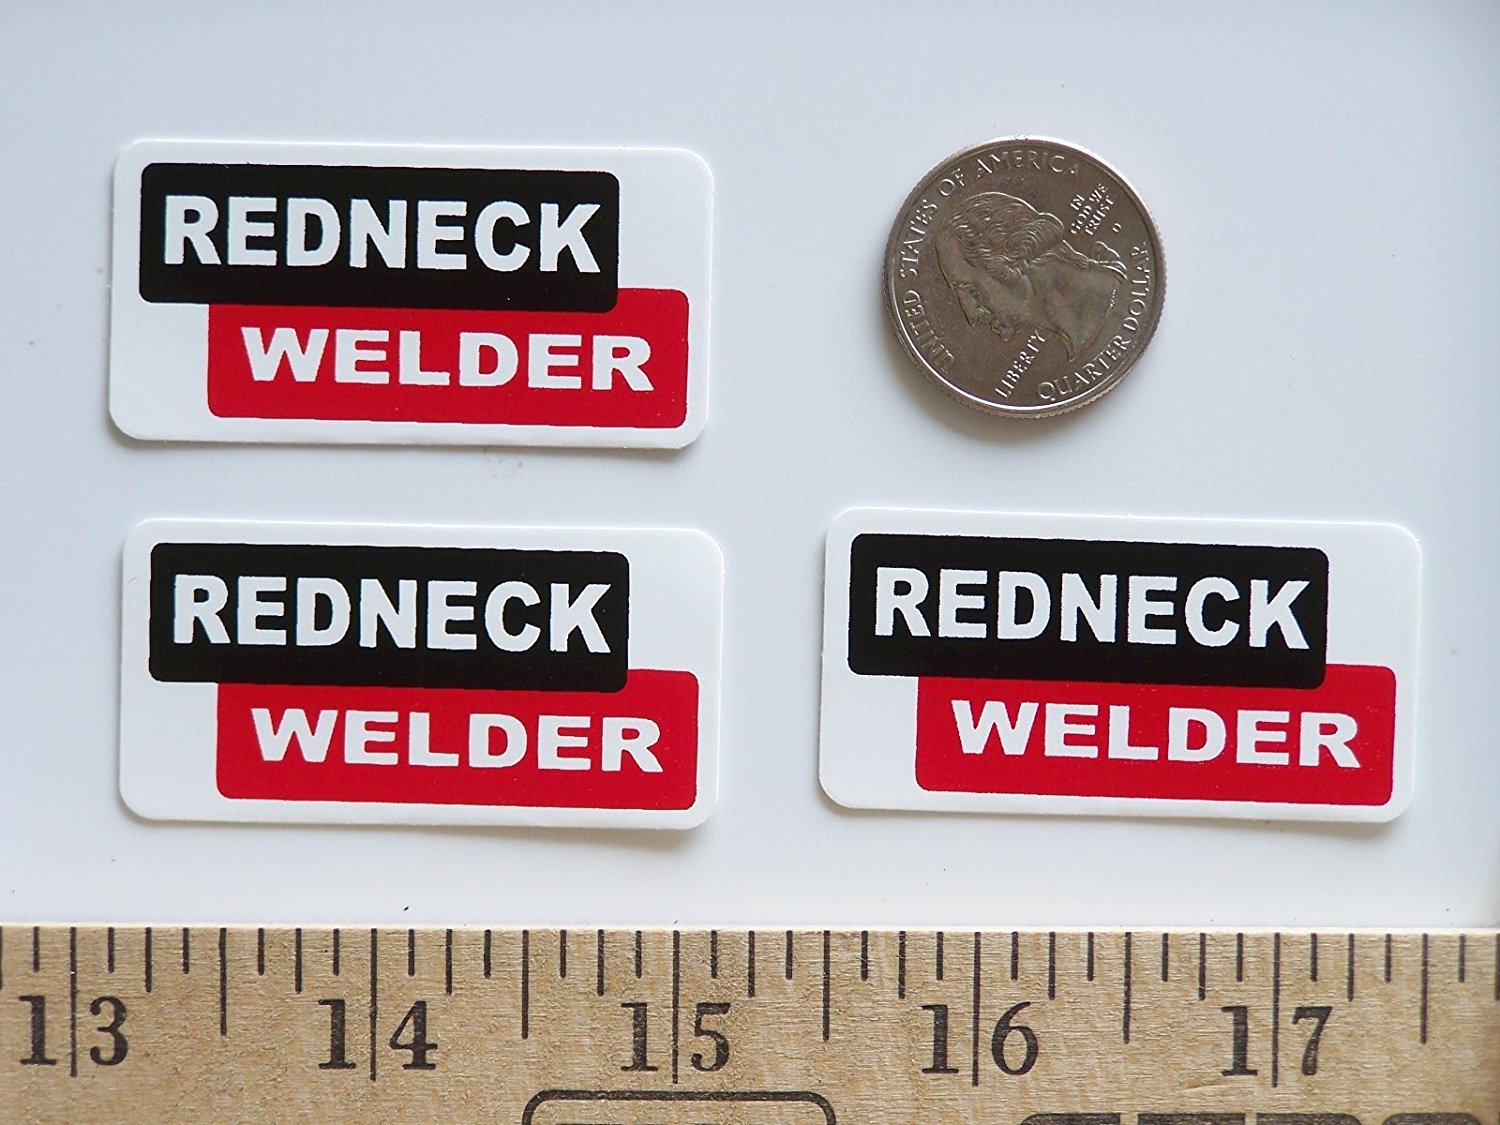 REDNECK
WELDER
UNITED STATES OF AMERICA
IN
GOD WE
TRUST
LIBERTY
QUARTER DOLLAR
REDNECK
WELDER
REDNECK
WELDER
13 14 15 16 17